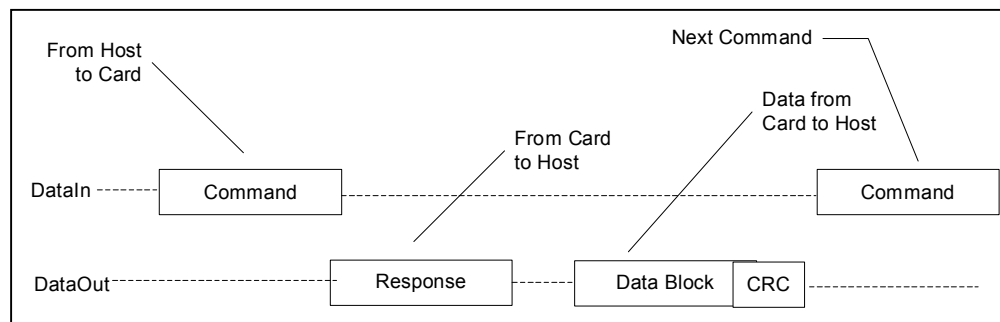 From Host
to Card
Next Command
Data from
Card to Host
From Card
to Host
DataIn
Command
Command
DataOut
Response
Data Block
CRC